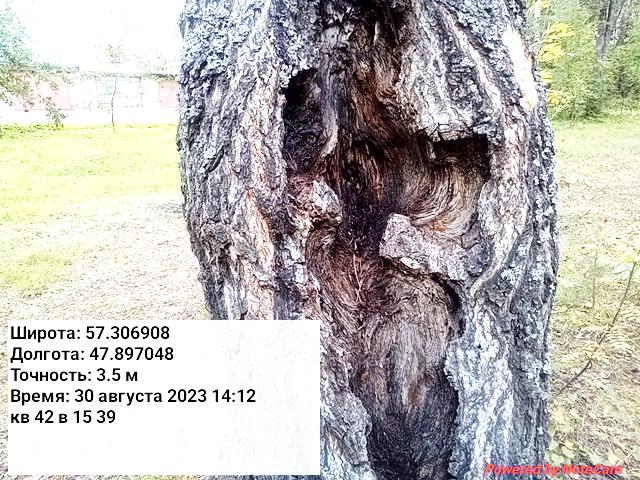 Широта: 57.306908
Долгота: 47.897048
Точность: 3.5 м
Время: 30 августа 2023 14:12
кв 42 в 15 39
Powered by NoteCam